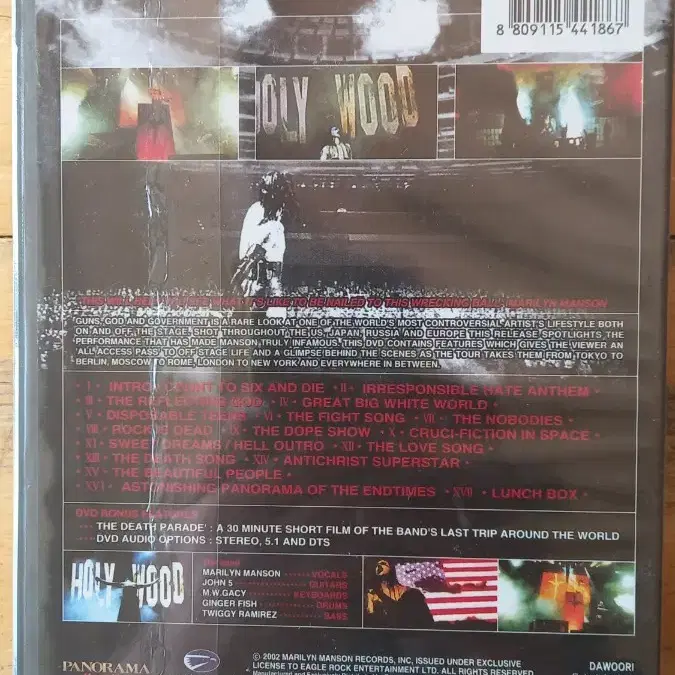 8 809115 441867
HOLY WOOD
THIS WILL BE WHAT IT'S LIKE TO BE NAILED TO THIS WRECKING BALL. MARILYN MANSON
GUNS, GOD AND GOVERNMENT IS A RARE LOOK AT ONE OF THE WORLD'S MOST CONTROVERSIAL ARTIST'S LIFESTYLE BOTH
ON AND OFF THE STAGE. SHOT THROUGHOUT THE US, JAPAN, RUSSIA AND EUROPE THIS RELEASE SPOTLIGHTS THE
PERFORMANCE THAT HAS MADE MANSON TRULY INFAMOUS. THIS DVD CONTAINS FEATURES WHICH GIVES THE VIEWER AN
'ALL ACCESS PASS' TO OFF STAGE LIFE AND A GLIMPSE BEHIND THE SCENES AS THE TOUR TAKES THEM FROM TOKYO TO
BERLIN, MOSCOW TO ROME, LONDON TO NEW YORK AND EVERYWHERE IN BETWEEN.
• I • INTRO / COUNT TO SIX AND DIE • II • IRRESPONSIBLE HATE ANTHEM •
• III • THE REFLECTING GOD • IV • GREAT BIG WHITE WORLD •
• V • DISPOSABLE TEENS • VI • THE FIGHT SONG • VII • THE NOBODIES •
• VIII • ROCK IS DEAD • IX • THE DOPE SHOW • X • CRUCI-FICTION IN SPACE •
• XI • SWEET DREAMS / HELL OUTRO • XII • THE LOVE SONG •
• XIII • THE DEATH SONG • XIV • ANTICHRIST SUPERSTAR •
• XV • THE BEAUTIFUL PEOPLE •
• XVI • ASTONISHING PANORAMA OF THE ENDTIMES • XVII • LUNCH BOX •
DVD BONUS FEATURES
'THE DEATH PARADE' : A 30 MINUTE SHORT FILM OF THE BAND'S LAST TRIP AROUND THE WORLD
DVD AUDIO OPTIONS : STEREO, 5.1 AND DTS
HOLY WOOD
MARILYN MANSON ······ VOCALS
JOHN 5 ······ GUITARS
M.W.GACY ······ KEYBOARDS
GINGER FISH ······ DRUMS
TWIGGY RAMIREZ ······ BASS
PANORAMA
© 2002 MARILYN MANSON RECORDS, INC, ISSUED UNDER EXCLUSIVE
LICENSE TO EAGLE ROCK ENTERTAINMENT LTD. ALL RIGHTS RESERVED
DAWOORI